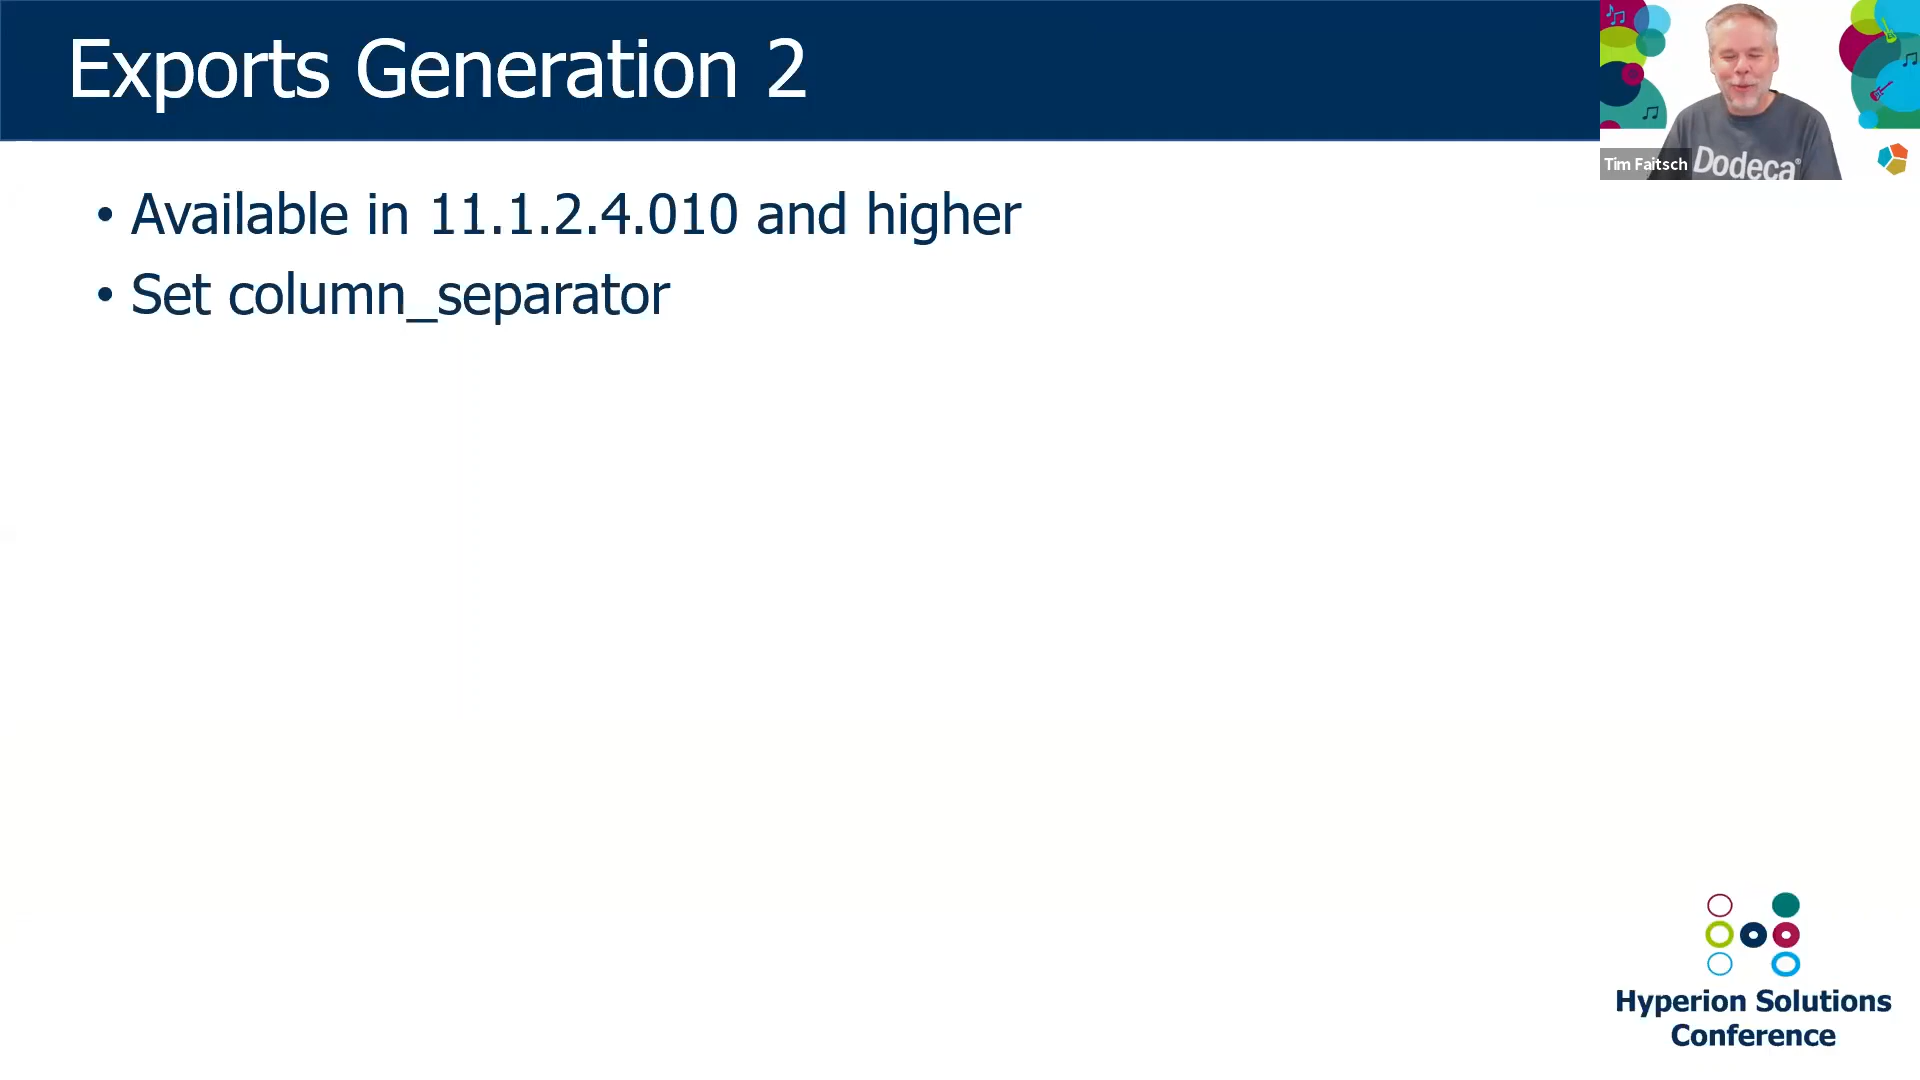 Exports Generation 2
• Available in 11.1.2.4.010 and higher
• Set column_separator
Tim Faitsch
Dodeca®
Hyperion Solutions
Conference